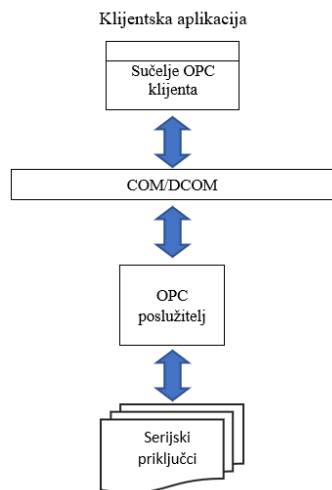 Klijentska aplikacija
Sučelje OPC
klijenta
COM/DCOM
OPC
poslužitelj
Serijski
priključci